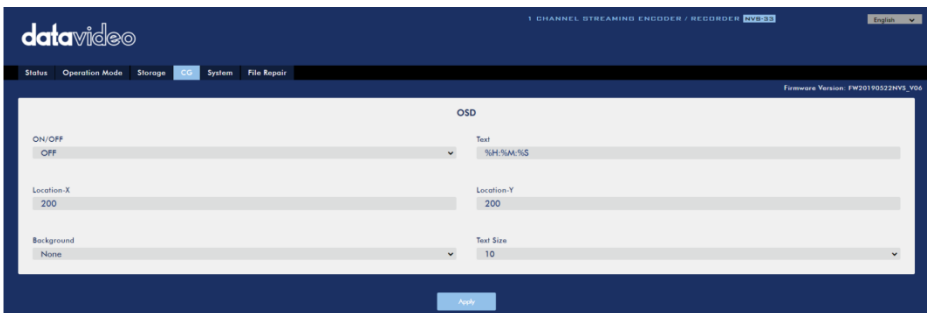 1 CHANNEL STREAMING ENCODER / RECORDER NVS-33
English
datavideo
Status Operation Mode Storage CG System File Repair
Firmware Version: FW20190522NVS_V06
OSD
ON/OFF Text
OFF %H:%M:%S
Location-X Location-Y
200 200
Background Text Size
None 10
Apply